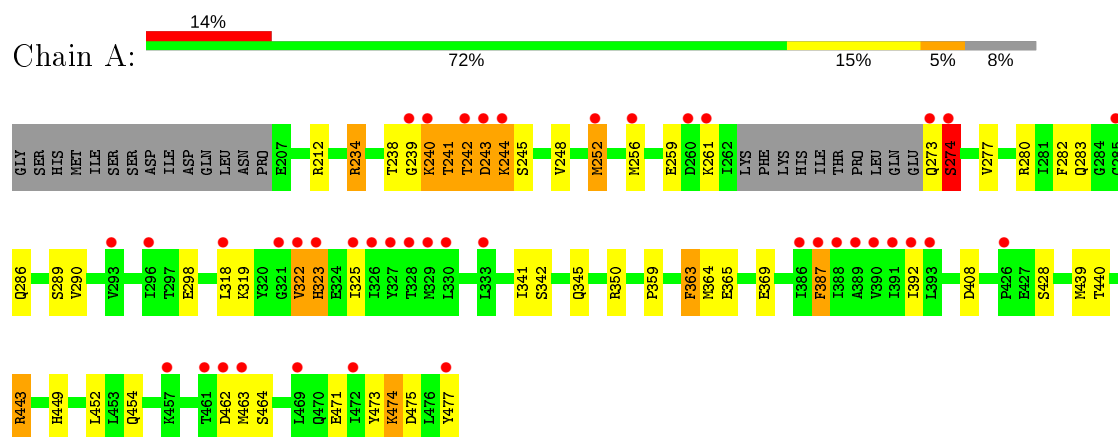 14%
Chain A:
72% 15% 5% 8%
GLY SER HIS MET ILE SER SER ASP ILE ASP GLN LEU ASN PRO E207 R212 R234 T238 G239 K240 T241 T242 D243 K244 S245 V248 M252 M256 E259 D260 K261 I262 LYS PHE LYS HIS ILE THR PRO LEU GLN GLU Q273 S274 V277 R280 I281 F282 Q283 G284 C285
Q286 S289 V290 V293 I296 T297 E298 L318 K319 Y320 G321 V322 H323 E324 I325 I326 Y327 T328 M329 L330 L333 I341 S342 Q345 R350 P359 F363 M364 E365 E369 I386 F387 I388 A389 V390 I391 I392 L393 D408 P426 E427 S428 M439 T440
R443 H449 L452 L453 Q454 K457 T461 D462 M463 S464 L469 Q470 E471 I472 Y473 K474 D475 L476 Y477